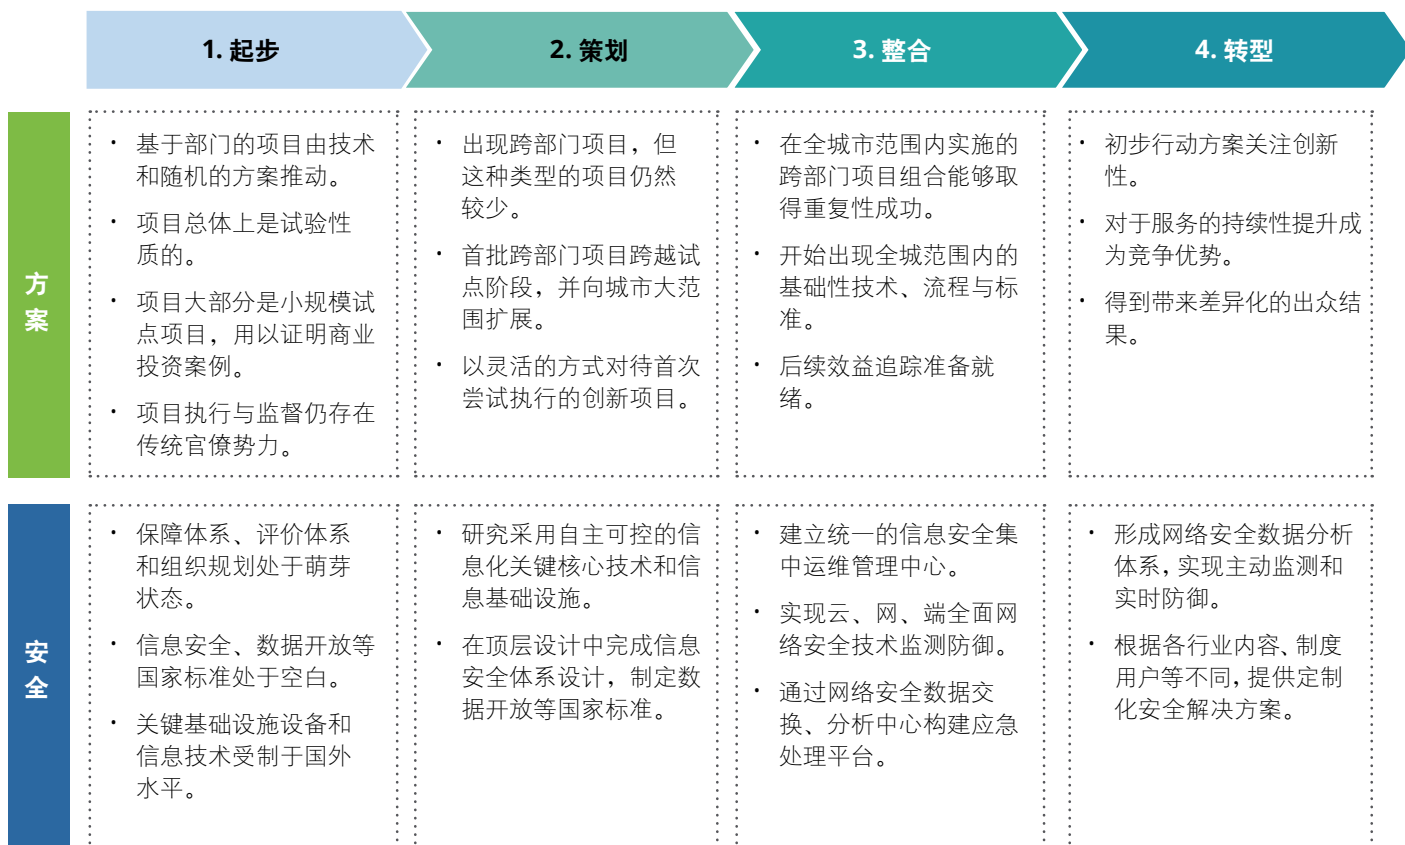 1. 起步
2. 策划
3. 整合
4. 转型
方
案
· 基于部门的项目由技术
和随机的方案推动。
· 项目总体上是试验性
质的。
· 项目大部分是小规模试
点项目，用以证明商业
投资案例。
· 项目执行与监督仍存在
传统官僚势力。
· 出现跨部门项目，但
这种类型的项目仍然
较少。
· 首批跨部门项目跨越试
点阶段，并向城市大范
围扩展。
· 以灵活的方式对待首次
尝试执行的创新项目。
· 在全城市范围内实施的
跨部门项目组合能够取
得重复性成功。
· 开始出现全城范围内的
基础性技术、流程与标
准。
· 后续效益追踪准备就
绪。
· 初步行动方案关注创新
性。
· 对于服务的持续性提升成
为竞争优势。
· 得到带来差异化的出众结
果。
安
全
· 保障体系、评价体系
和组织规划处于萌芽
状态。
· 信息安全、数据开放等
国家标准处于空白。
· 关键基础设施设备和
信息技术受制于国外
水平。
· 研究采用自主可控的信
息化关键核心技术和信
息基础设施。
· 在顶层设计中完成信息
安全体系设计，制定数
据开放等国家标准。
· 建立统一的信息安全集
中运维管理中心。
· 实现云、网、端全面网
络安全技术监测防御。
· 通过网络安全数据交
换、分析中心构建应急
处理平台。
· 形成网络安全数据分析
体系，实现主动监测和
实时防御。
· 根据各行业内容、制度
用户等不同，提供定制
化安全解决方案。